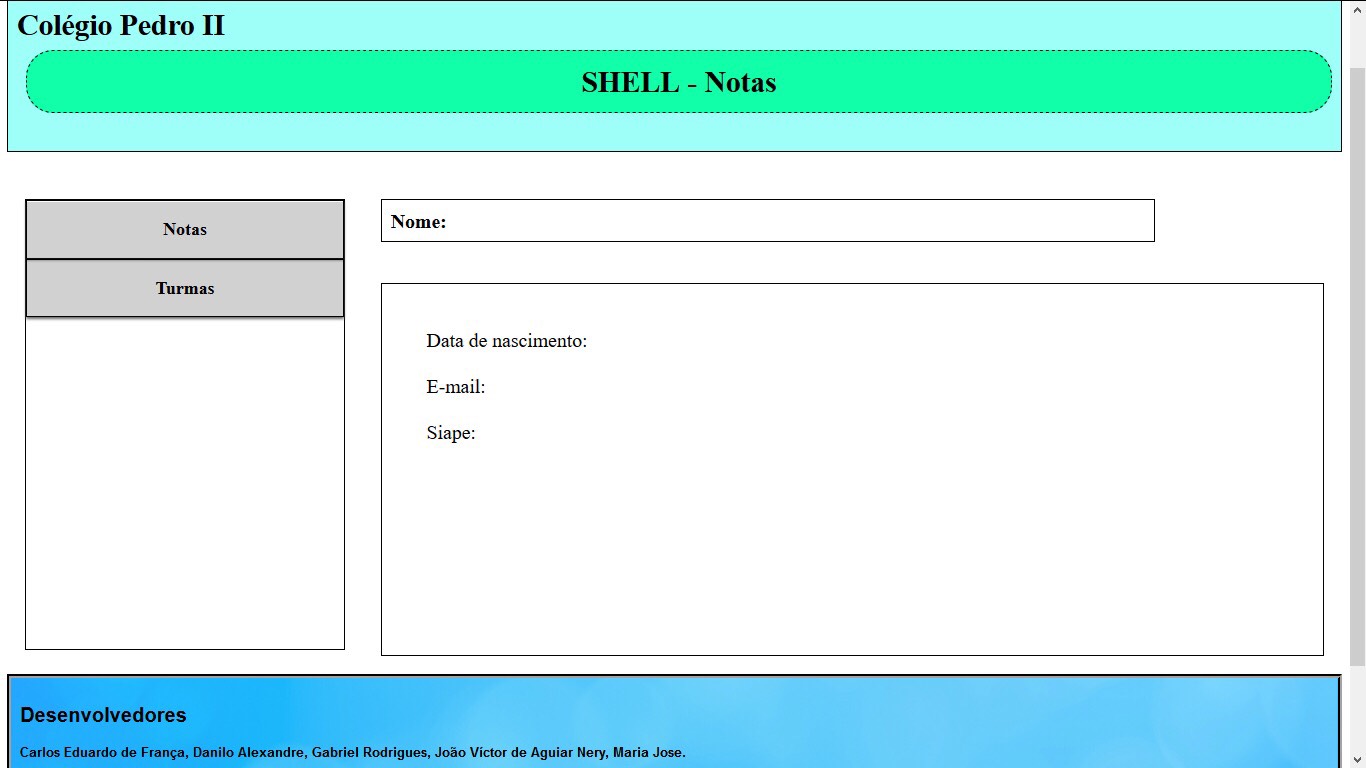 Colégio Pedro II
SHELL - Notas
Notas
Turmas
Nome:
Data de nascimento:
E-mail:
Siape:
Desenvolvedores
Carlos Eduardo de França, Danilo Alexandre, Gabriel Rodrigues, João Víctor de Aguiar Nery, Maria Jose.